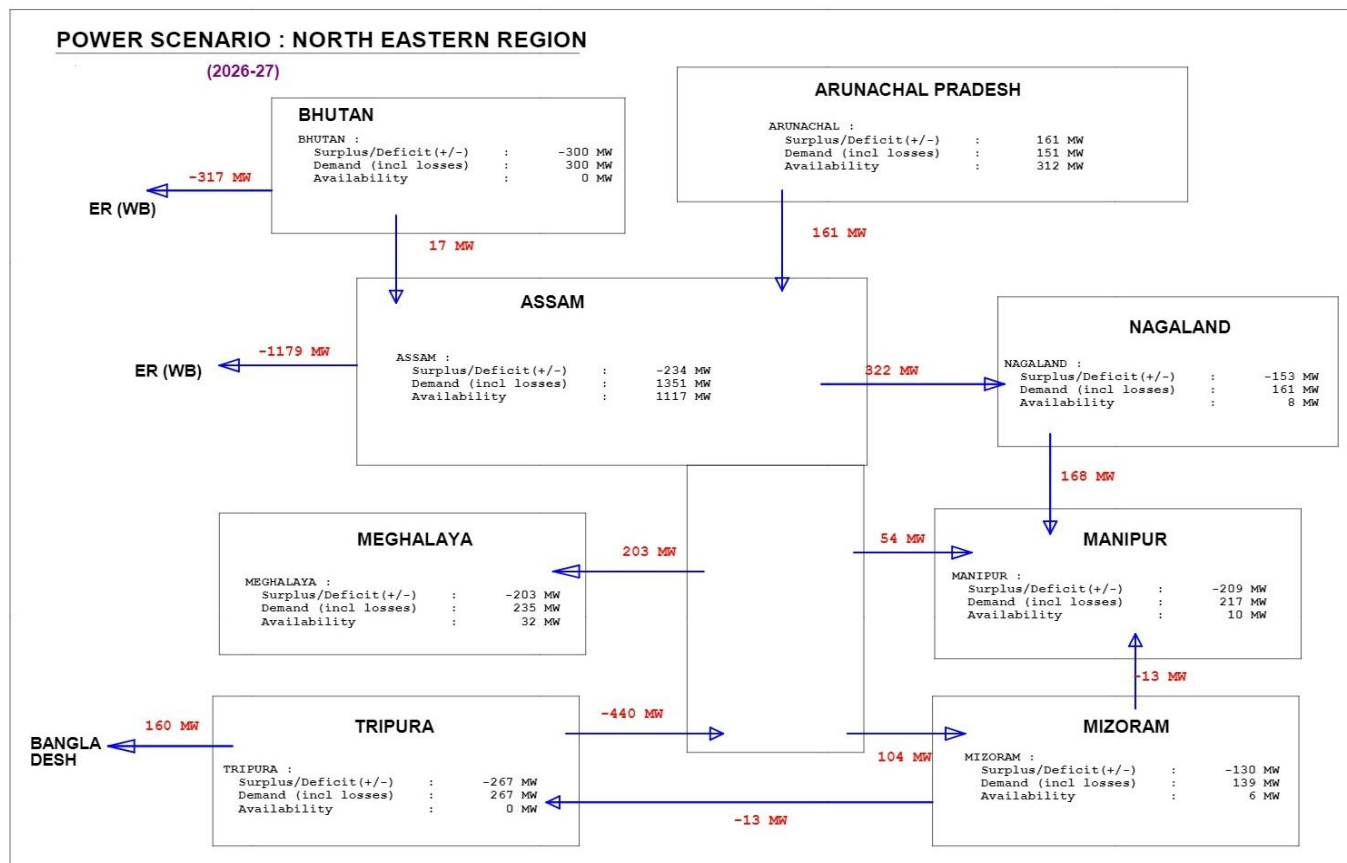 POWER SCENARIO : NORTH EASTERN REGION
(2026-27)
BHUTAN
BHUTAN :
Surplus/Deficit(+/-) : -300 MW
Demand (incl losses) : 300 MW
Availability : 0 MW
ARUNACHAL PRADESH
ARUNACHAL :
Surplus/Deficit(+/-) : 161 MW
Demand (incl losses) : 151 MW
Availability : 312 MW
-317 MW
ER (WB)
17 MW
161 MW
ASSAM
ASSAM :
Surplus/Deficit(+/-) : -234 MW
Demand (incl losses) : 1351 MW
Availability : 1117 MW
-1179 MW
ER (WB)
322 MW
NAGALAND
NAGALAND :
Surplus/Deficit(+/-) : -153 MW
Demand (incl losses) : 161 MW
Availability : 8 MW
168 MW
MEGHALAYA
MEGHALAYA :
Surplus/Deficit(+/-) : -203 MW
Demand (incl losses) : 235 MW
Availability : 32 MW
203 MW
54 MW
MANIPUR
MANIPUR :
Surplus/Deficit(+/-) : -209 MW
Demand (incl losses) : 217 MW
Availability : 10 MW
-13 MW
160 MW
BANGLA
DESH
TRIPURA
TRIPURA :
Surplus/Deficit(+/-) : -267 MW
Demand (incl losses) : 267 MW
Availability : 0 MW
-440 MW
104 MW
MIZORAM
MIZORAM :
Surplus/Deficit(+/-) : -130 MW
Demand (incl losses) : 139 MW
Availability : 6 MW
-13 MW